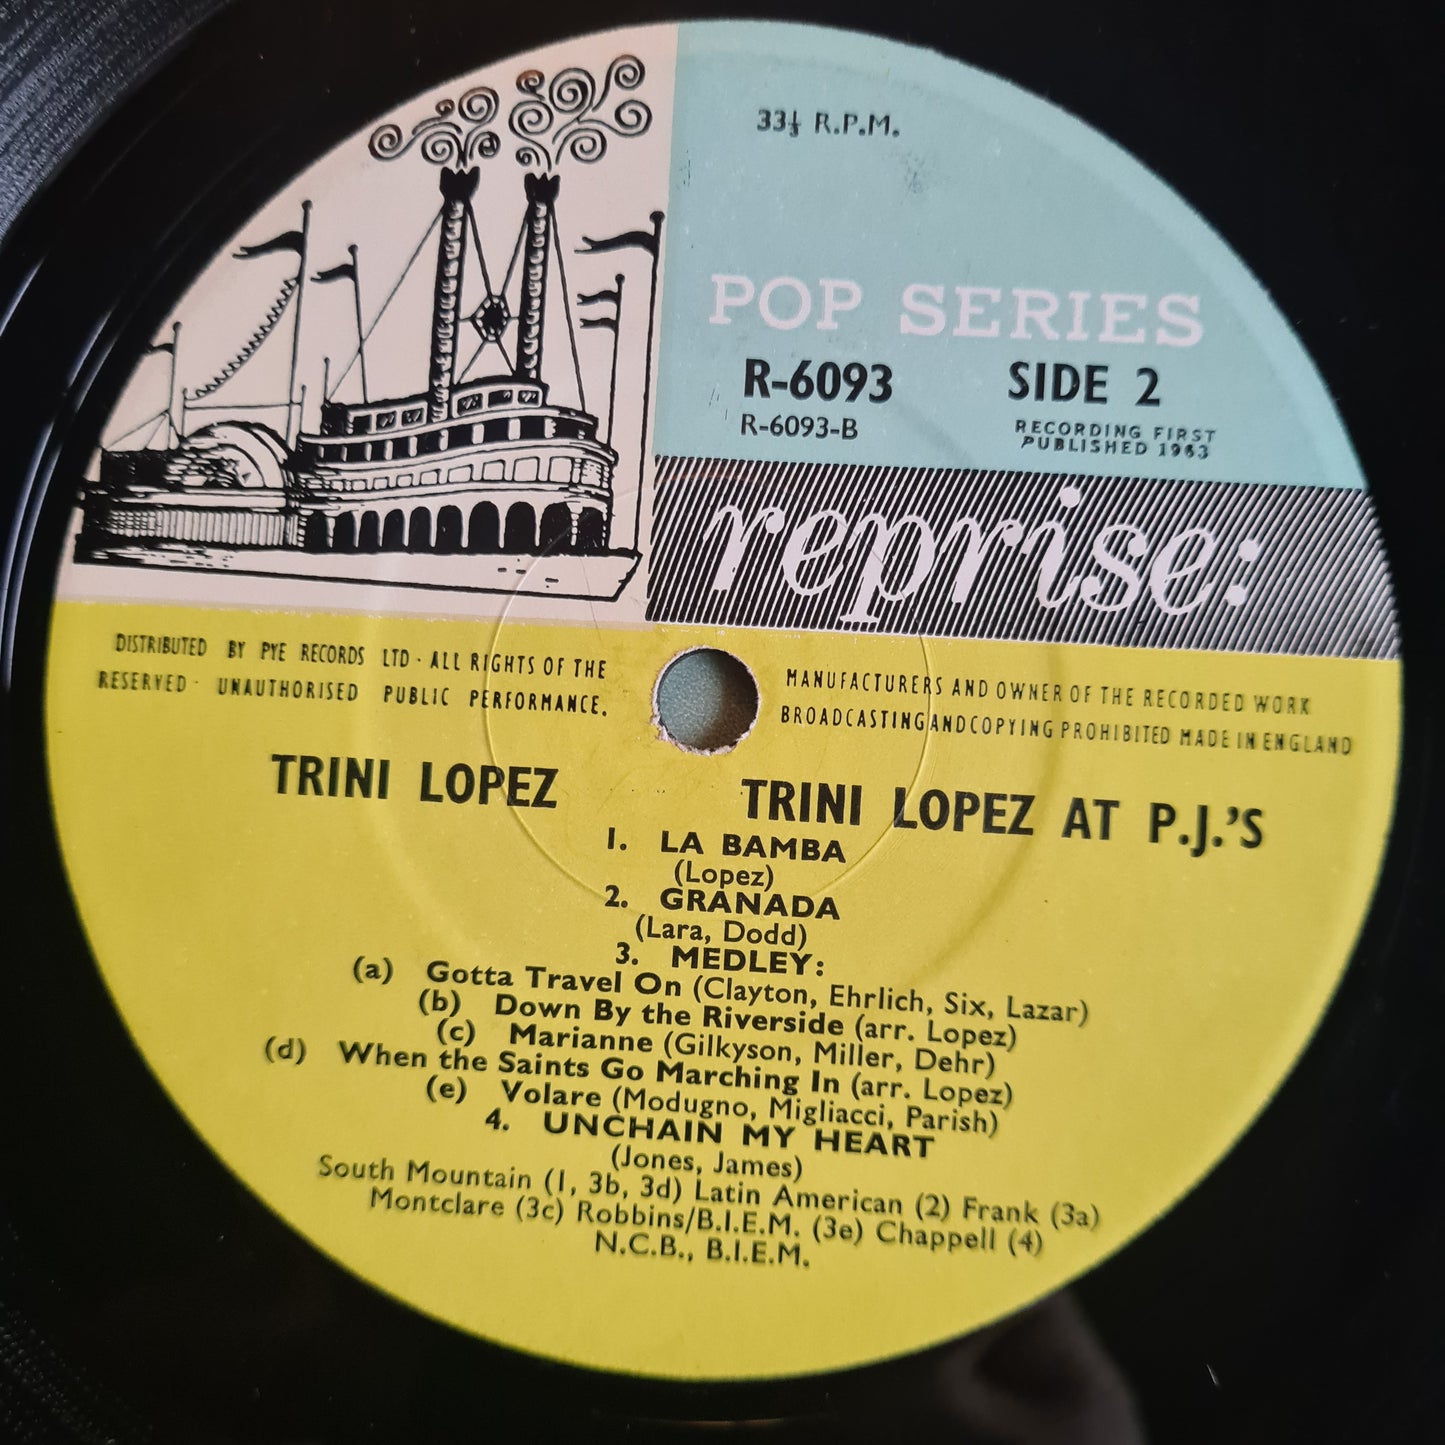 33⅓ R.P.M.
POP SERIES
R-6093 SIDE 2
R-6093-B
RECORDING FIRST
PUBLISHED 1963
reprise:
DISTRIBUTED BY PYE RECORDS LTD · ALL RIGHTS OF THE MANUFACTURERS AND OWNER OF THE RECORDED WORK
RESERVED · UNAUTHORISED PUBLIC PERFORMANCE. BROADCASTING AND COPYING PROHIBITED MADE IN ENGLAND
TRINI LOPEZ TRINI LOPEZ AT P.J.'S
1. LA BAMBA
(Lopez)
2. GRANADA
(Lara, Dodd)
3. MEDLEY:
(a) Gotta Travel On (Clayton, Ehrlich, Six, Lazar)
(b) Down By the Riverside (arr. Lopez)
(c) Marianne (Gilkyson, Miller, Dehr)
(d) When the Saints Go Marching In (arr. Lopez)
(e) Volare (Modugno, Migliacci, Parish)
4. UNCHAIN MY HEART
(Jones, James)
South Mountain (1, 3b, 3d) Latin American (2) Frank (3a)
Montclare (3c) Robbins/B.I.E.M. (3e) Chappell (4)
N.C.B., B.I.E.M.